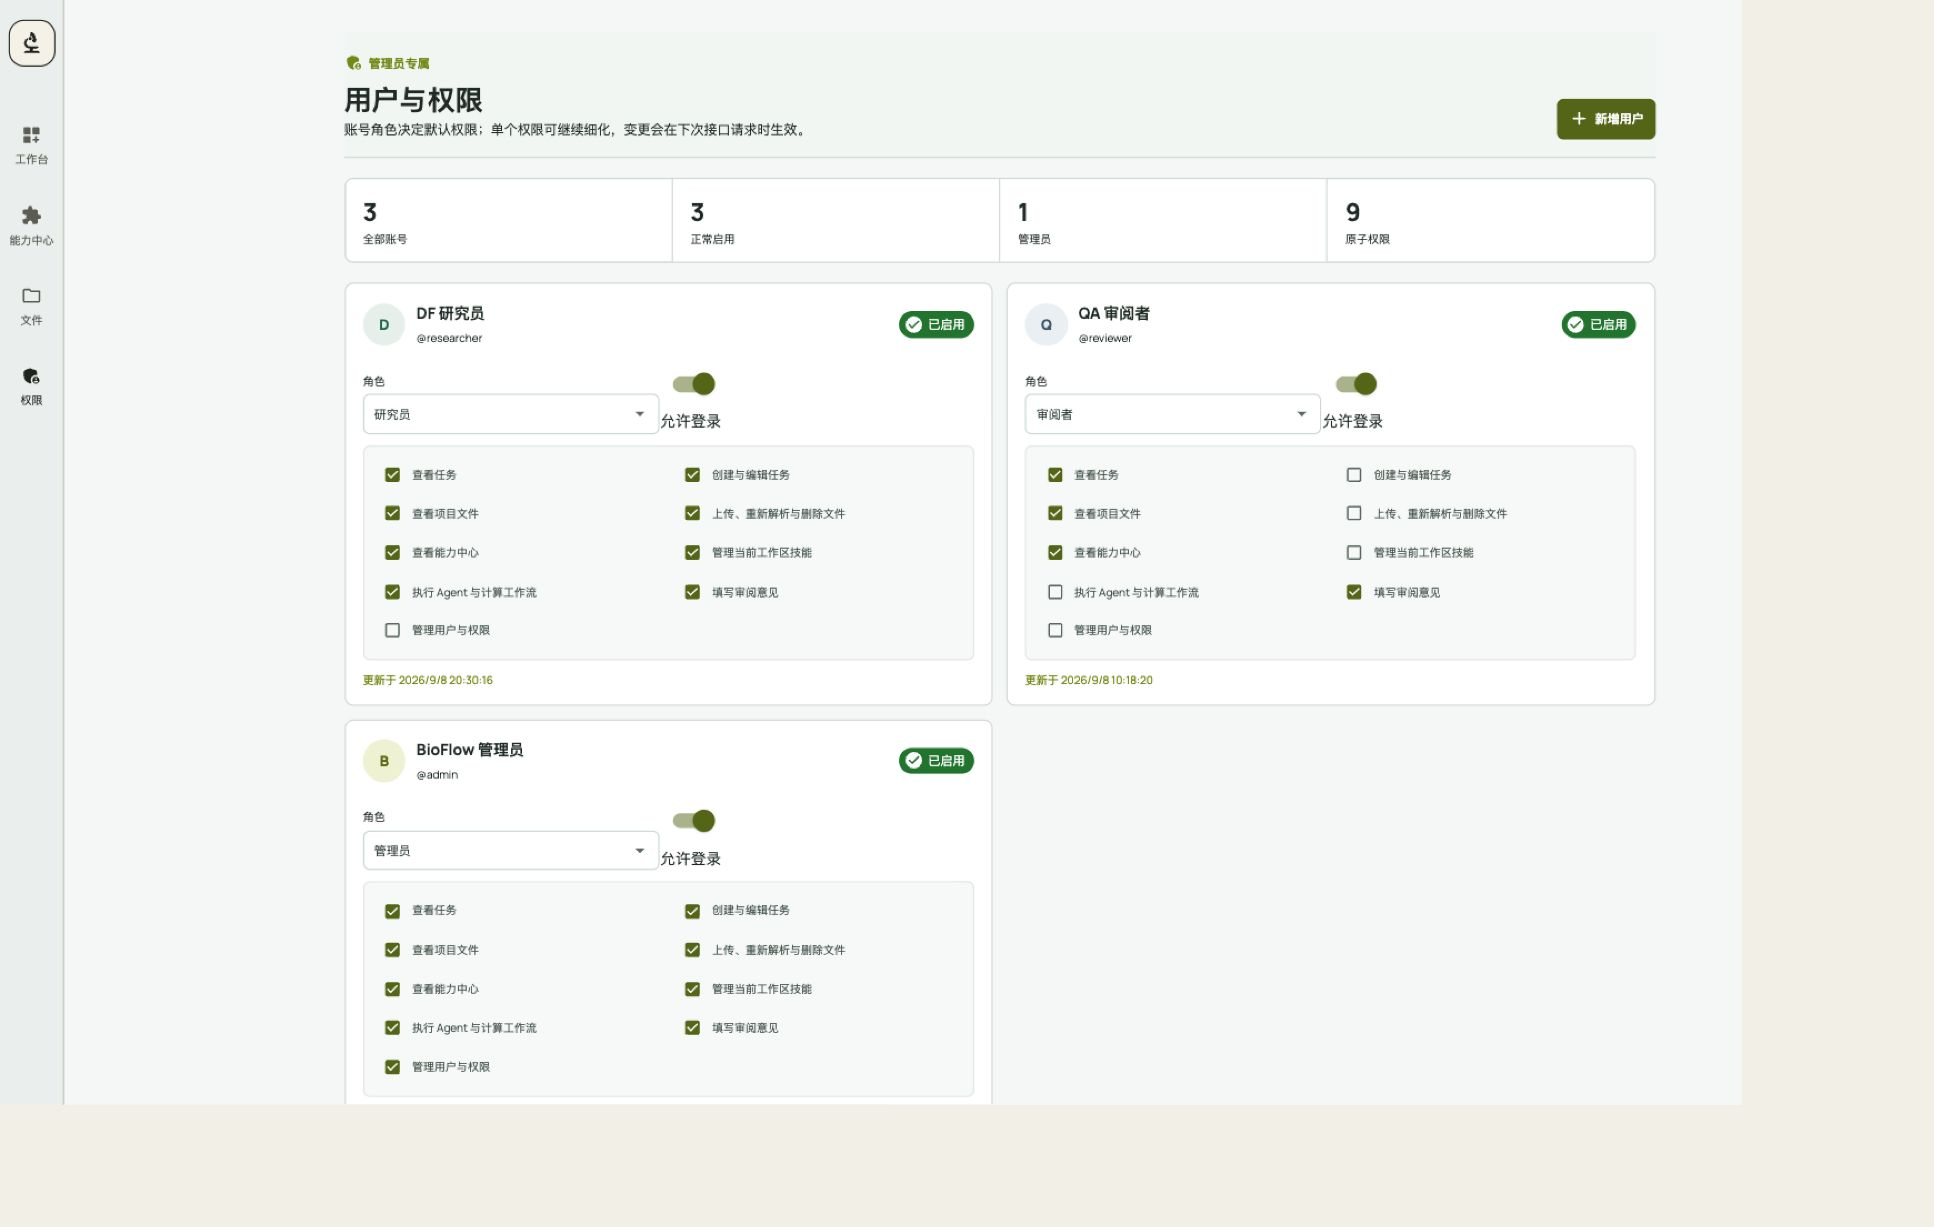 工作台
能力中心
文件
权限
管理员专属
用户与权限
账号角色决定默认权限；单个权限可继续细化，变更会在下次接口请求时生效。
新增用户
3
全部账号
3
正常启用
1
管理员
9
原子权限
D
DF 研究员
@researcher
已启用
角色
研究员
允许登录
查看任务
创建与编辑任务
查看项目文件
上传、重新解析与删除文件
查看能力中心
管理当前工作区技能
执行 Agent 与计算工作流
填写审阅意见
管理用户与权限
更新于 2026/9/8 20:30:16
Q
QA 审阅者
@reviewer
已启用
角色
审阅者
允许登录
查看任务
创建与编辑任务
查看项目文件
上传、重新解析与删除文件
查看能力中心
管理当前工作区技能
执行 Agent 与计算工作流
填写审阅意见
管理用户与权限
更新于 2026/9/8 10:18:20
B
BioFlow 管理员
@admin
已启用
角色
管理员
允许登录
查看任务
创建与编辑任务
查看项目文件
上传、重新解析与删除文件
查看能力中心
管理当前工作区技能
执行 Agent 与计算工作流
填写审阅意见
管理用户与权限